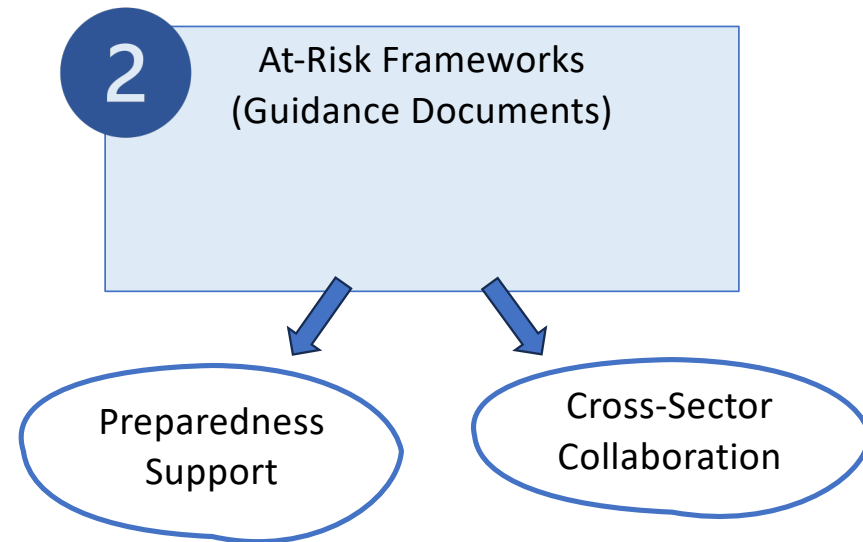 2
At-Risk Frameworks
(Guidance Documents)
Preparedness
Support
Cross-Sector
Collaboration